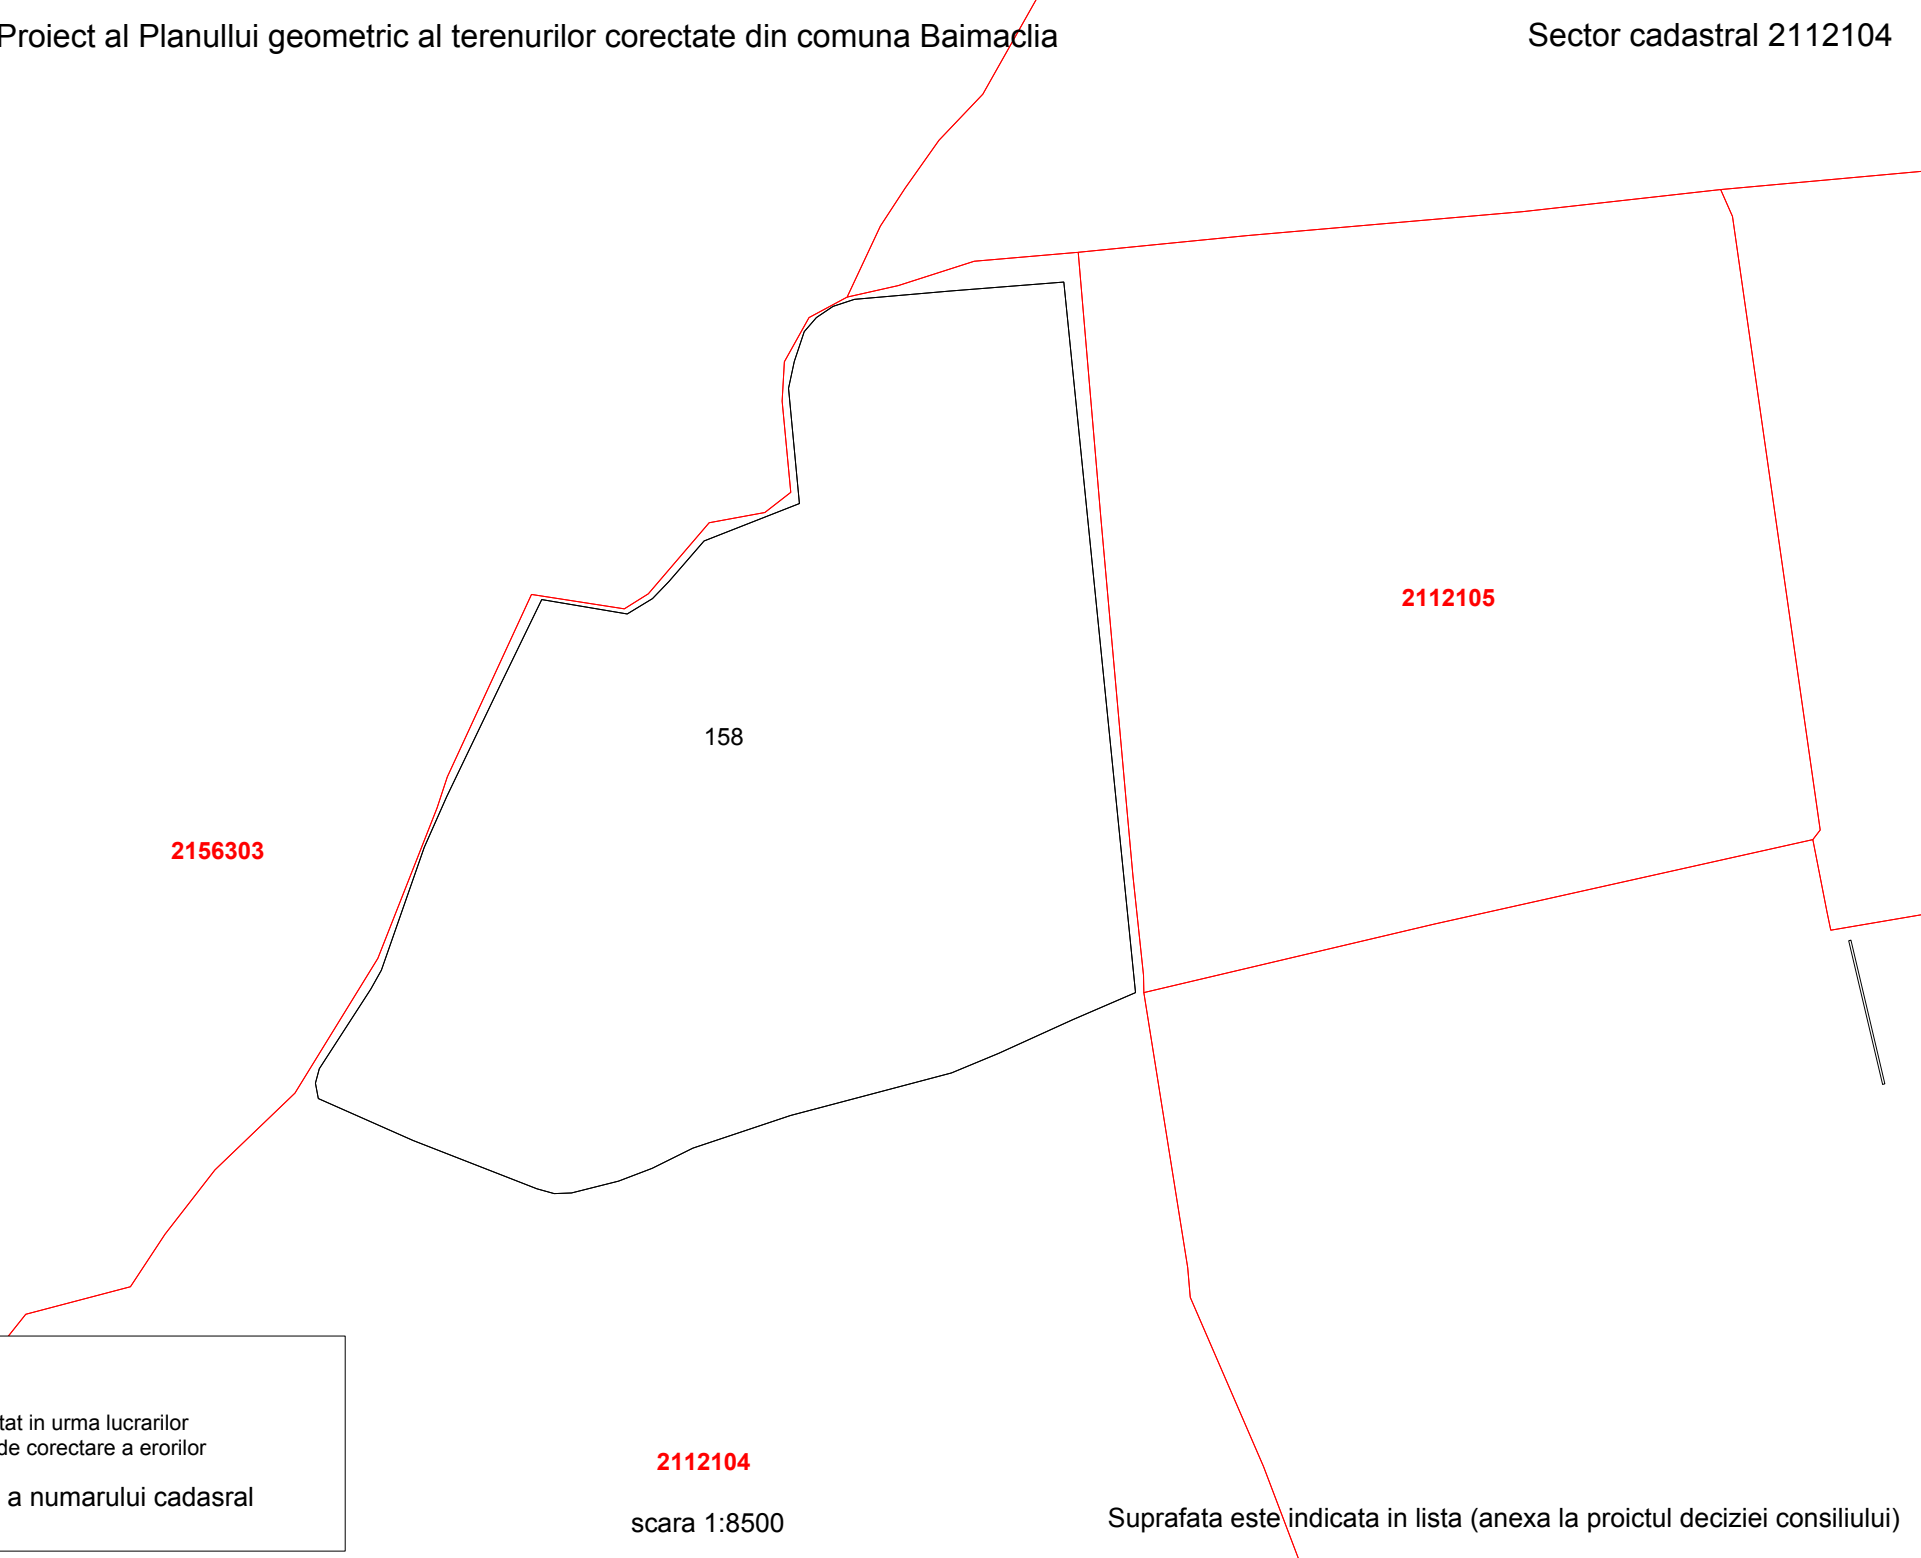 Proiect al Planullui geometric al terenurilor corectate din comuna Baimaclia
Sector cadastral 2112104
2112105
158
2156303
tat in urma lucrarilor
de corectare a erorilor
a numarului cadasral
2112104
scara 1:8500
Suprafata este indicata in lista (anexa la proictul deciziei consiliului)